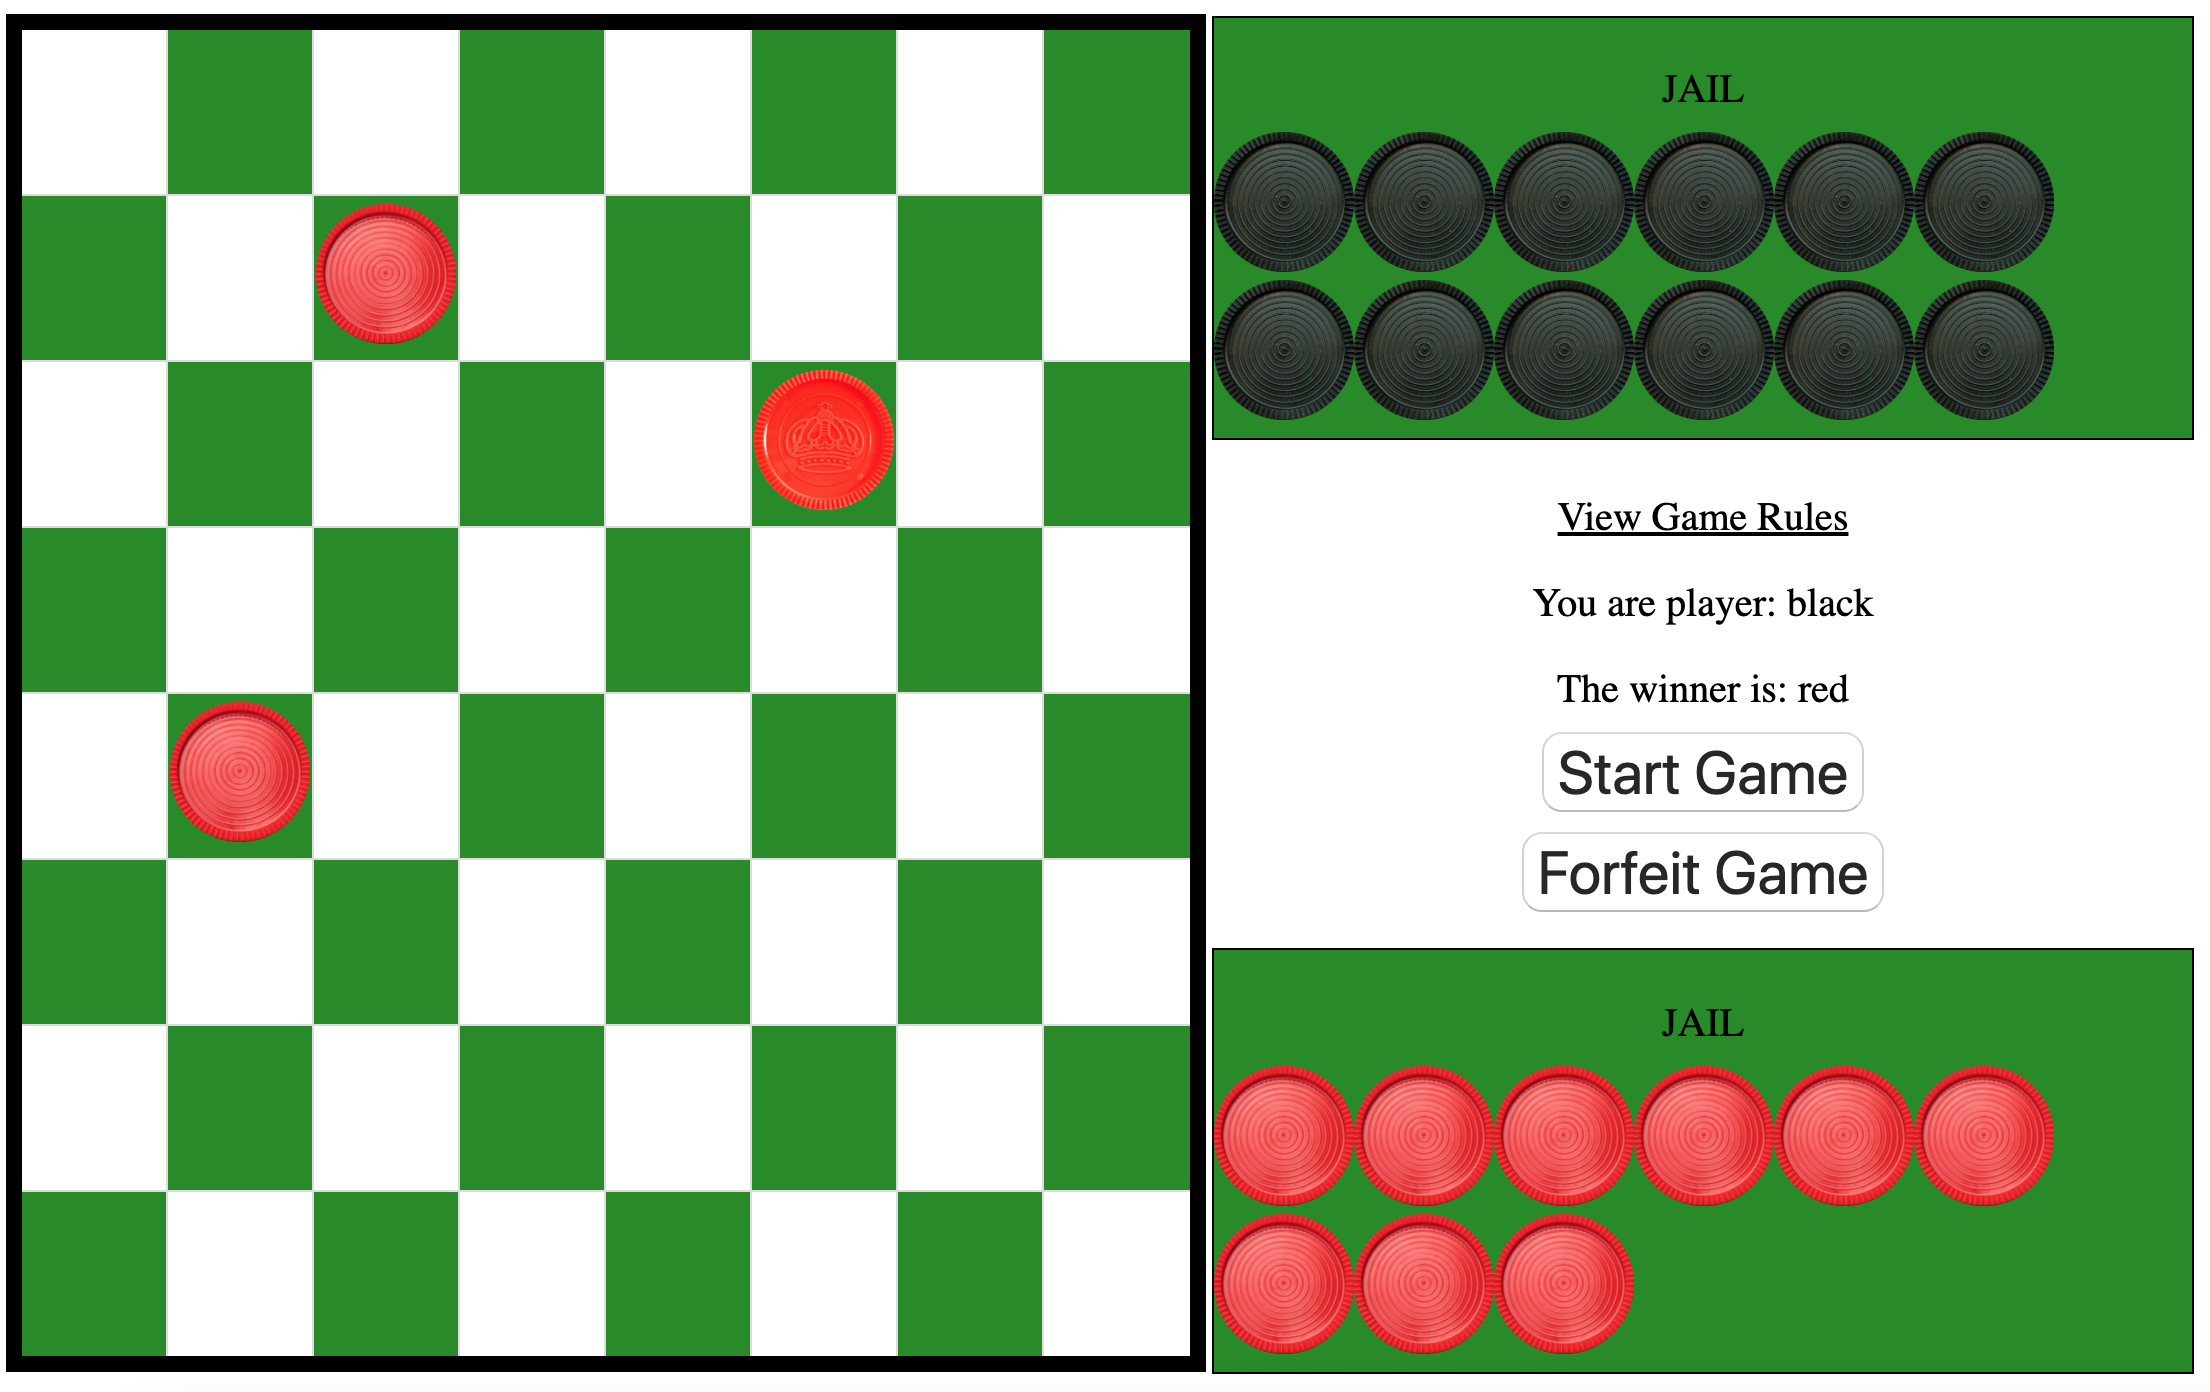 JAIL
View Game Rules
You are player: black
The winner is: red
Start Game
Forfeit Game
JAIL